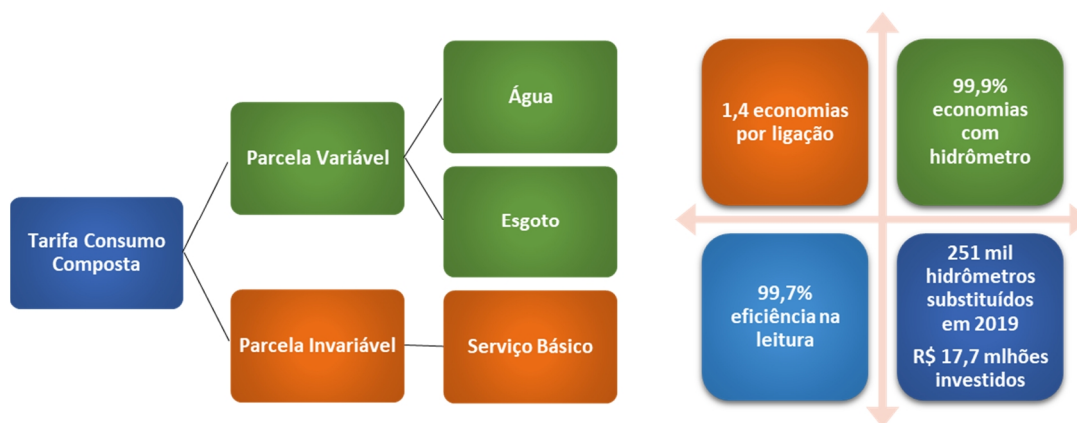 Tarifa Consumo
Composta
Parcela Variável
Água
Esgoto
Parcela Invariável
Serviço Básico
1,4 economias
por ligação
99,9%
economias
com
hidrômetro
99,7%
eficiência na
leitura
251 mil
hidrômetros
substituídos
em 2019
R$ 17,7 mlhões
investidos